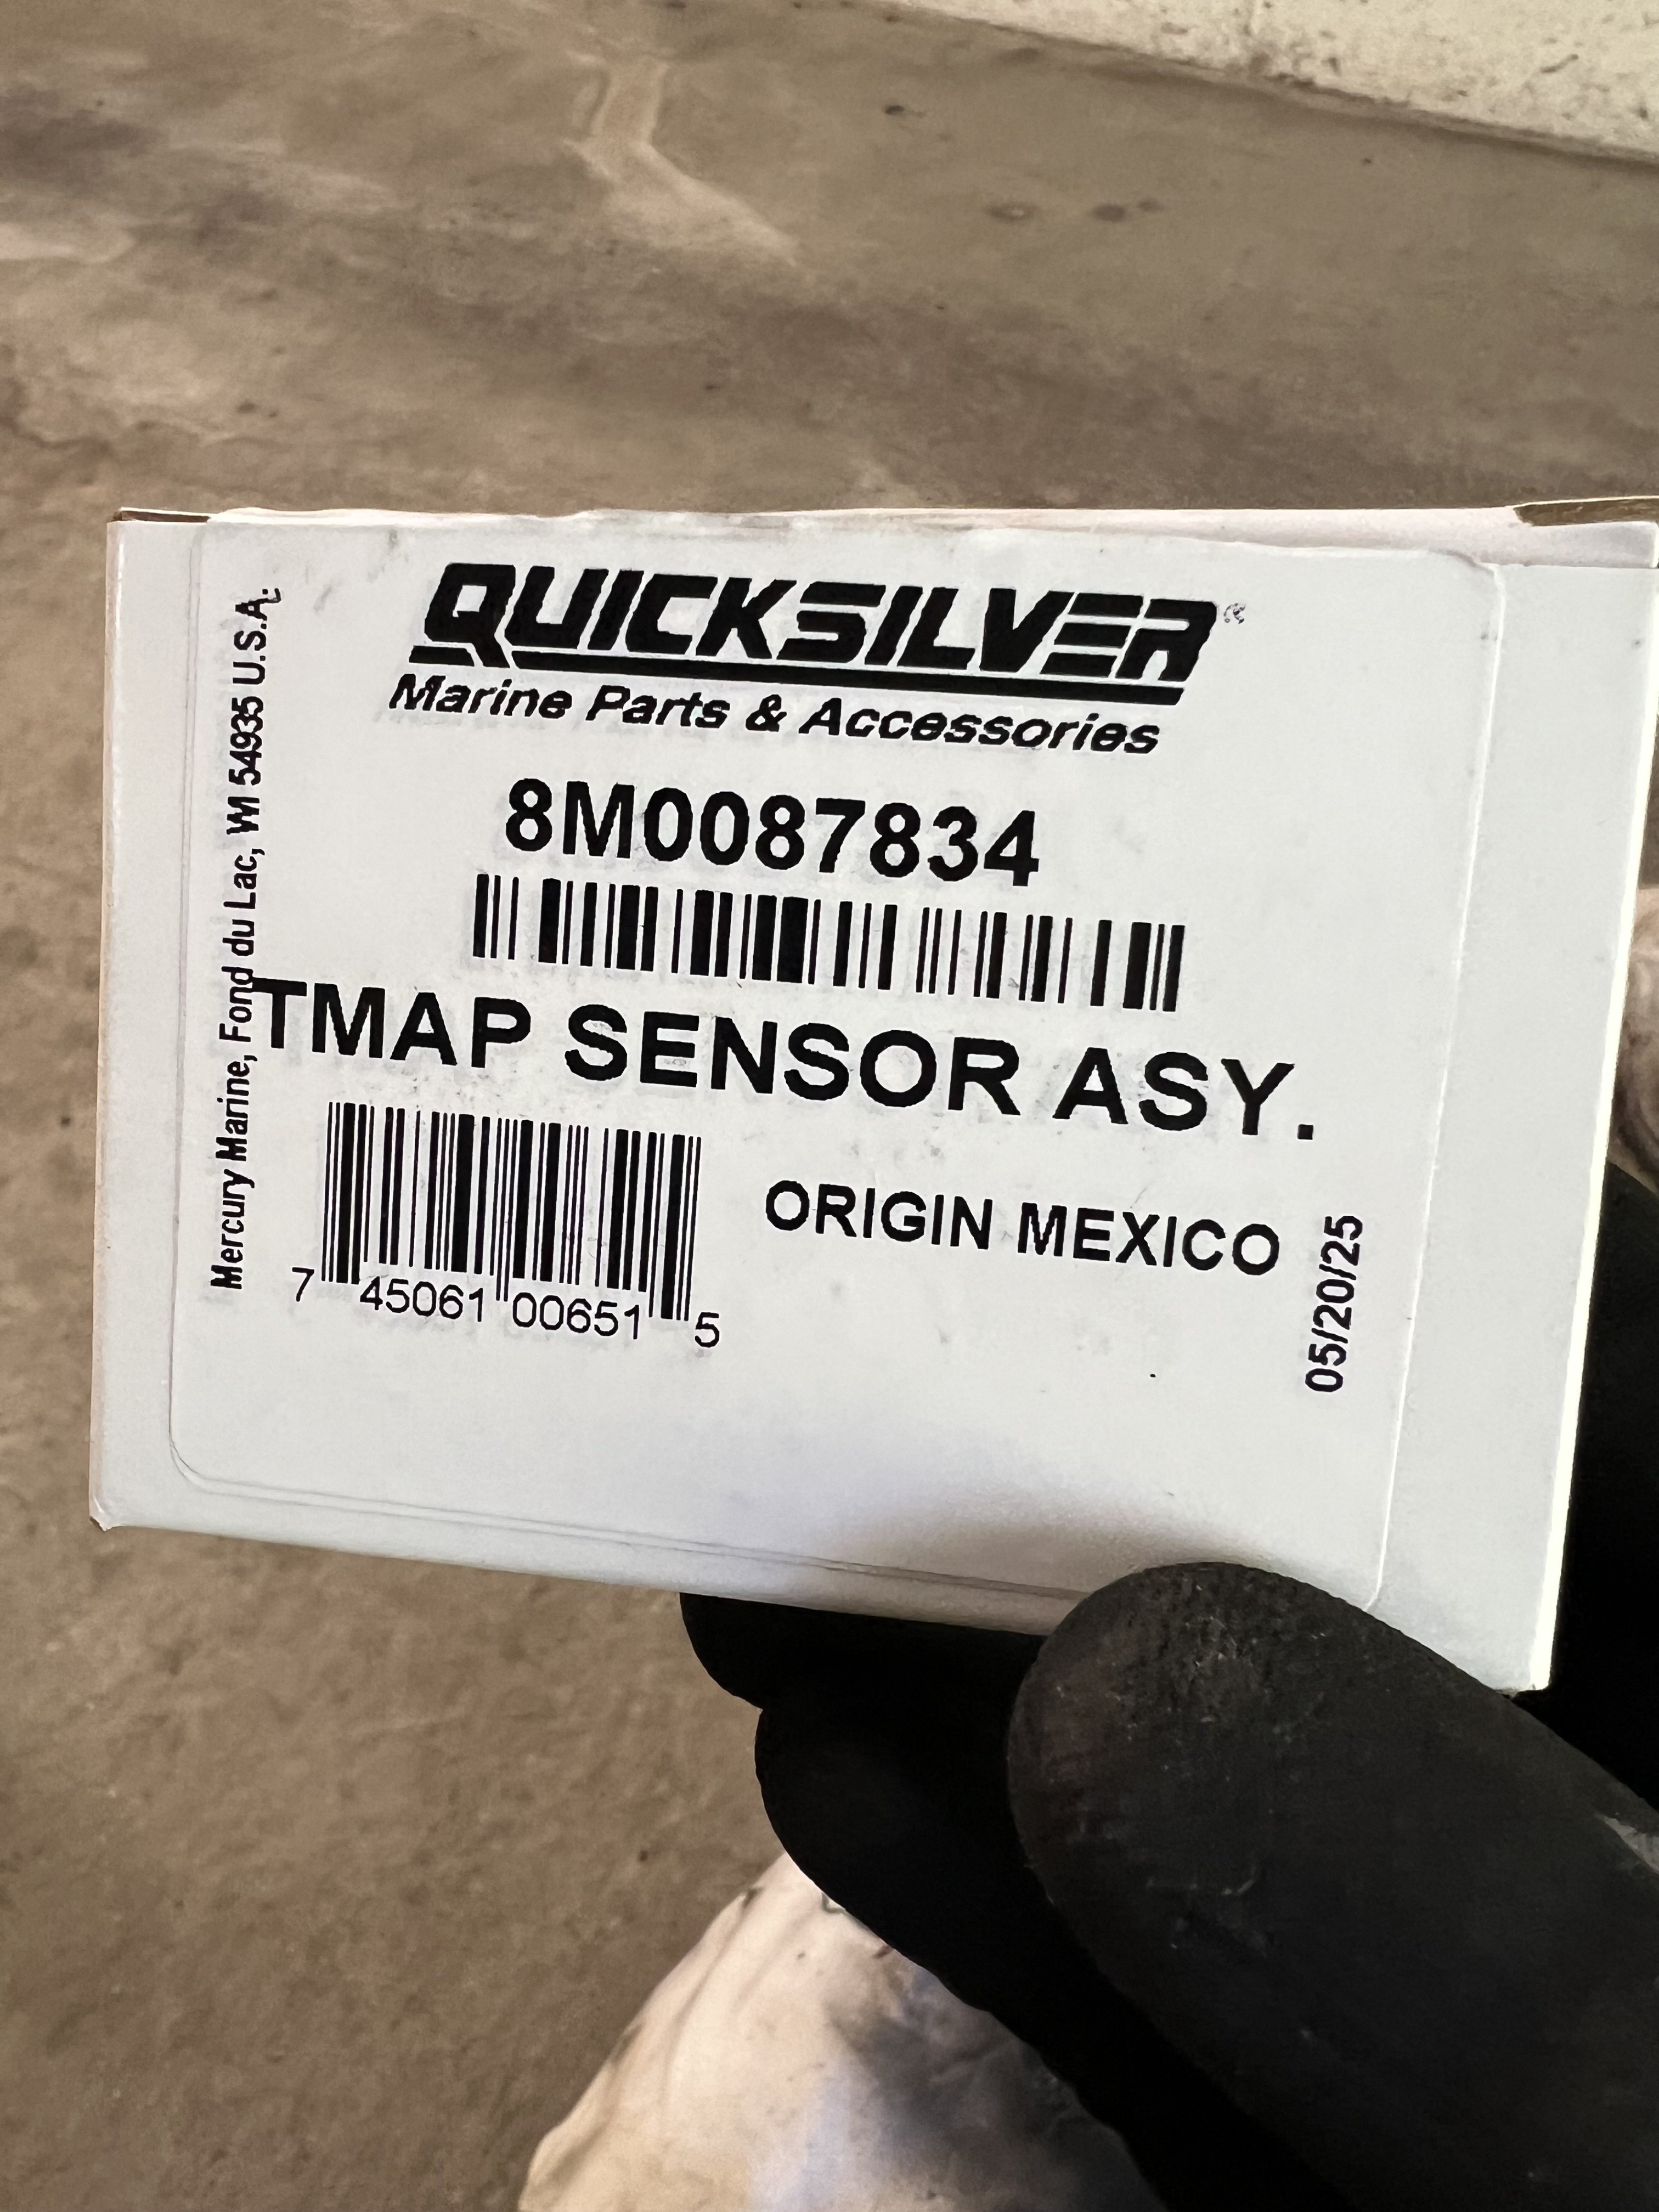 QUICKSILVER®
Marine Parts & Accessories
8M0087834
TMAP SENSOR ASY.
7 45061 00651 5
ORIGIN MEXICO
05/20/25
Mercury Marine, Fond du Lac, WI 54935 U.S.A.